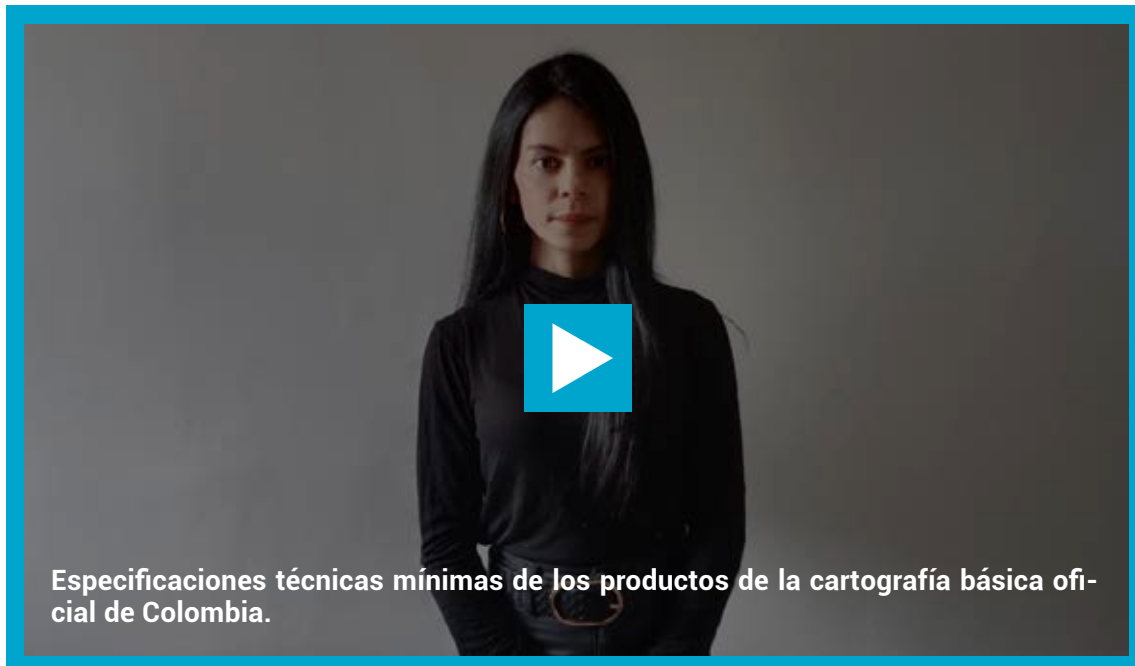 Especificaciones técnicas mínimas de los productos de la cartografía básica ofi-
cial de Colombia.